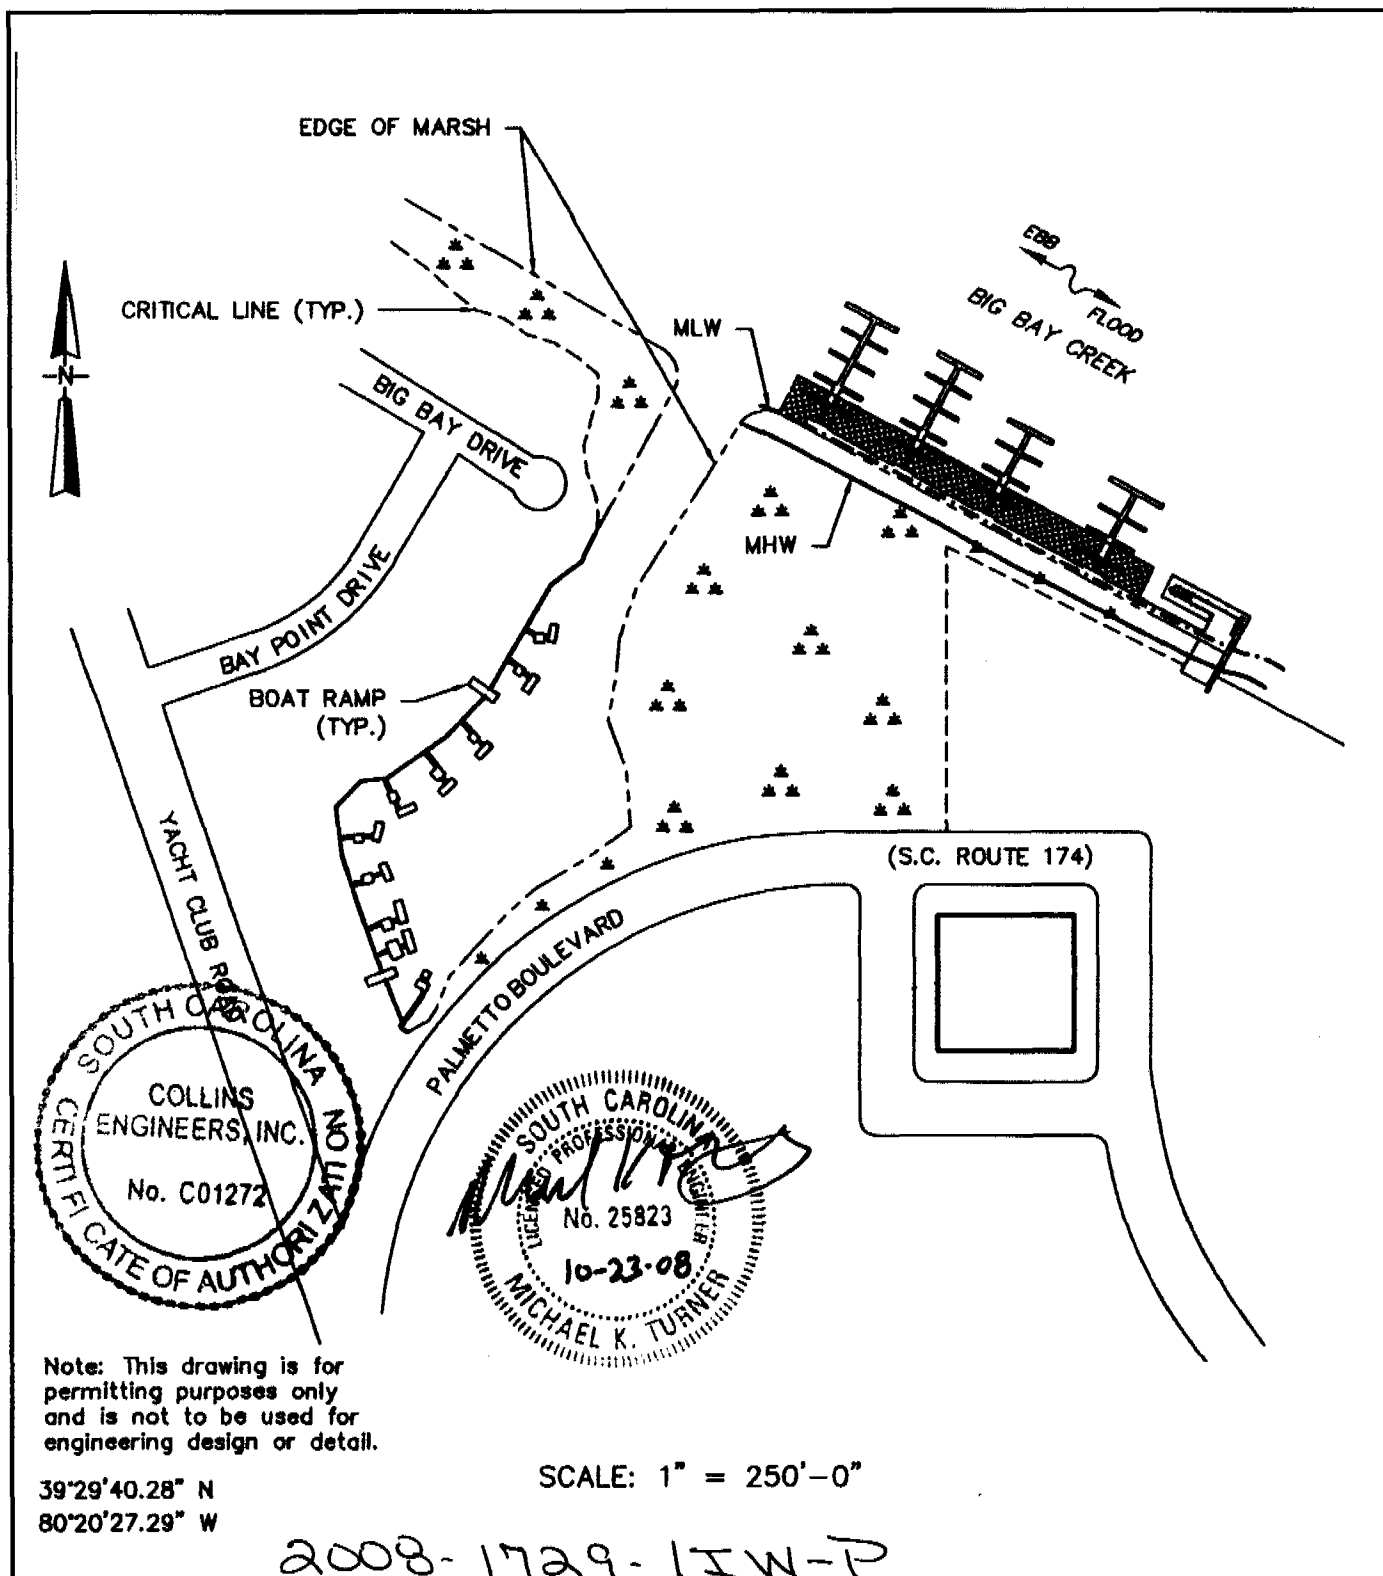 EDGE OF MARSH
EBB
FLOOD
BIG BAY CREEK
CRITICAL LINE (TYP.)
MLW
N
BIG BAY DRIVE
MHW
BAY POINT DRIVE
BOAT RAMP
(TYP.)
YACHT CLUB ROAD
(S.C. ROUTE 174)
PALMETTO BOULEVARD
SOUTH CAROLINA
COLLINS
ENGINEERS, INC.
No. C01272
CERTIFICATE OF AUTHORIZATION
SOUTH CAROLINA
LICENSED PROFESSIONAL ENGINEER
No. 25823
10-23-08
MICHAEL K. TURNER
Note: This drawing is for
permitting purposes only
and is not to be used for
engineering design or detail.
39°29'40.28" N
80°20'27.29" W
SCALE: 1" = 250'-0"
2008-1729-1IW-P